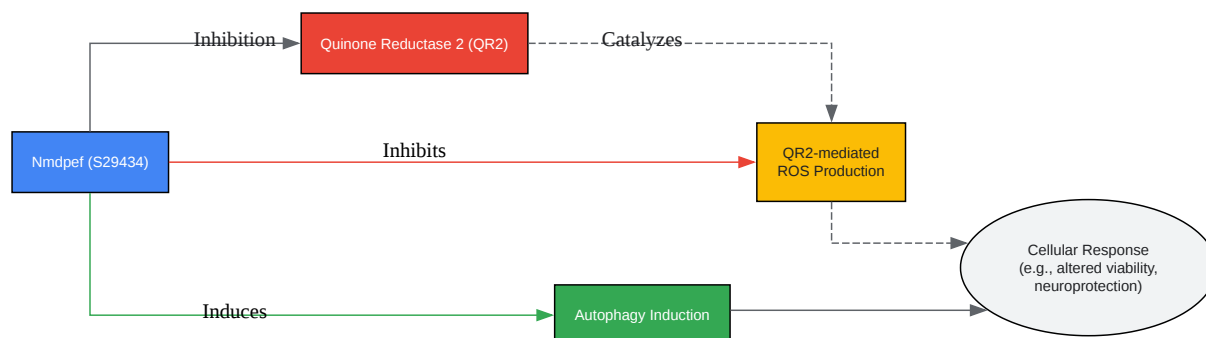 Inhibition
Quinone Reductase 2 (QR2)
Catalyzes
Nmdpef (S29434)
Inhibits
QR2-mediated
ROS Production
Cellular Response
(e.g., altered viability,
neuroprotection)
Induces
Autophagy Induction